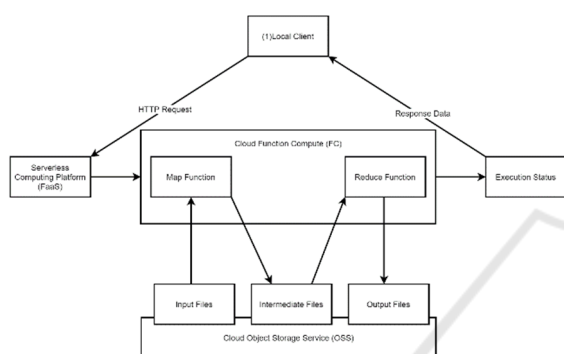 (1)Local Client
HTTP Request
Response Data
Cloud Function Compute (FC)
Serverless
Computing Platform
(FaaS)
Map Function
Reduce Function
Execution Status
Input Files
Intermediate Files
Output Files
Cloud Object Storage Service (OSS)